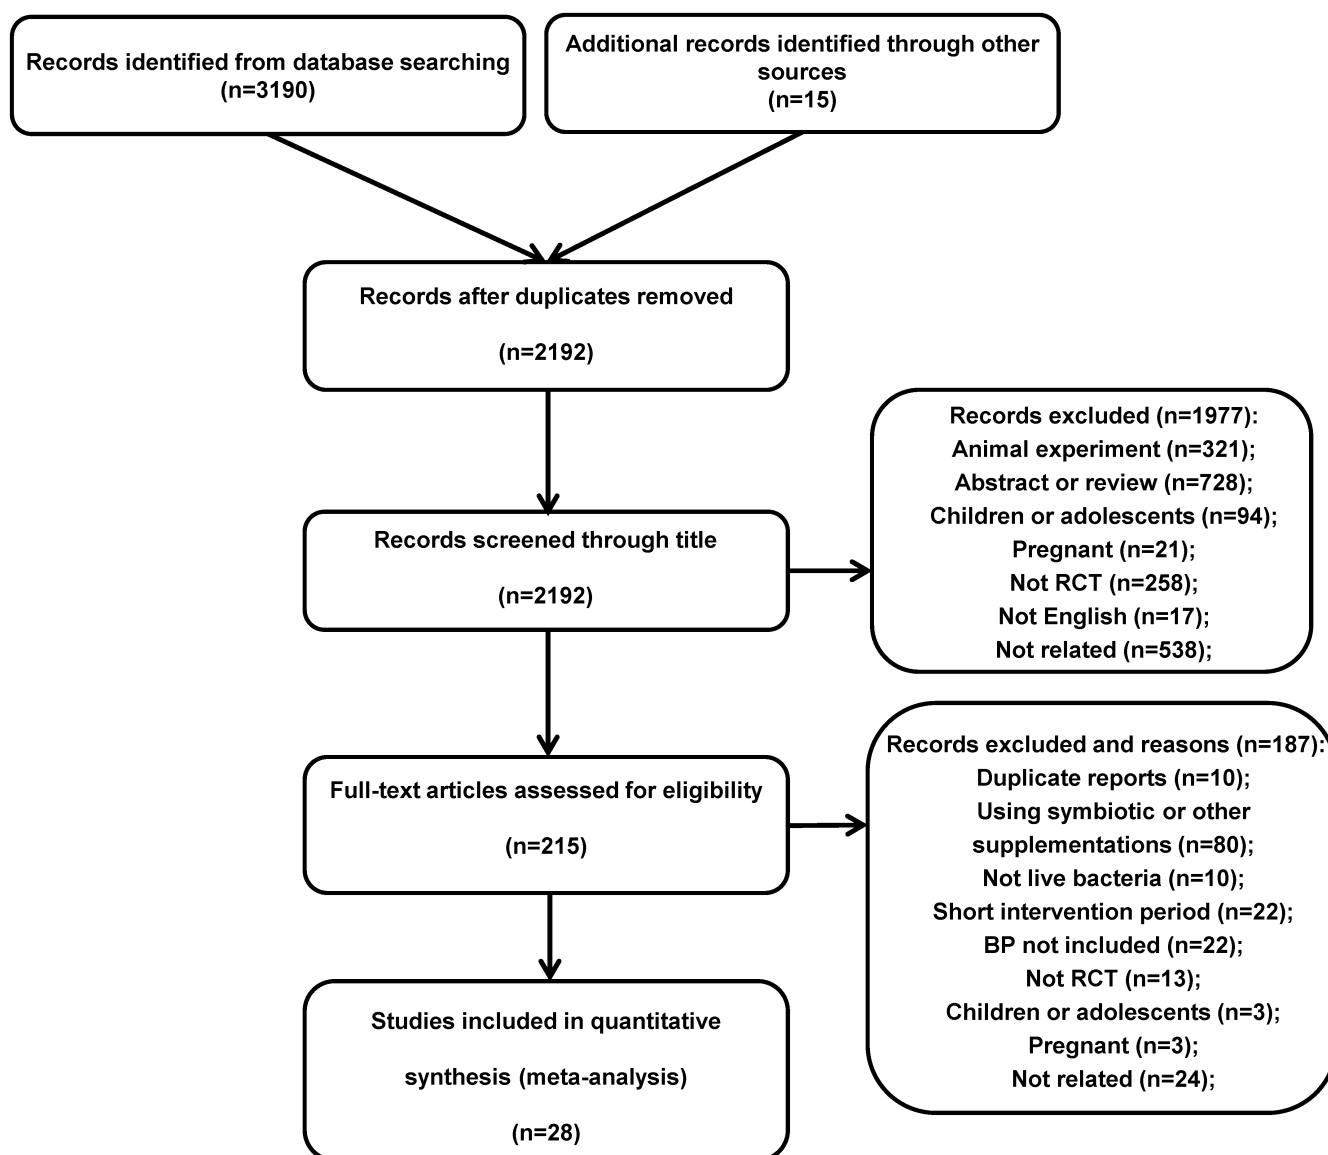 Records identified from database searching
(n=3190)
Additional records identified through other
sources
(n=15)
Records after duplicates removed
(n=2192)
Records screened through title
(n=2192)
Records excluded (n=1977):
Animal experiment (n=321);
Abstract or review (n=728);
Children or adolescents (n=94);
Pregnant (n=21);
Not RCT (n=258);
Not English (n=17);
Not related (n=538);
Full-text articles assessed for eligibility
(n=215)
Records excluded and reasons (n=187):
Duplicate reports (n=10);
Using symbiotic or other
supplementations (n=80);
Not live bacteria (n=10);
Short intervention period (n=22);
BP not included (n=22);
Not RCT (n=13);
Children or adolescents (n=3);
Pregnant (n=3);
Not related (n=24);
Studies included in quantitative
synthesis (meta-analysis)
(n=28)